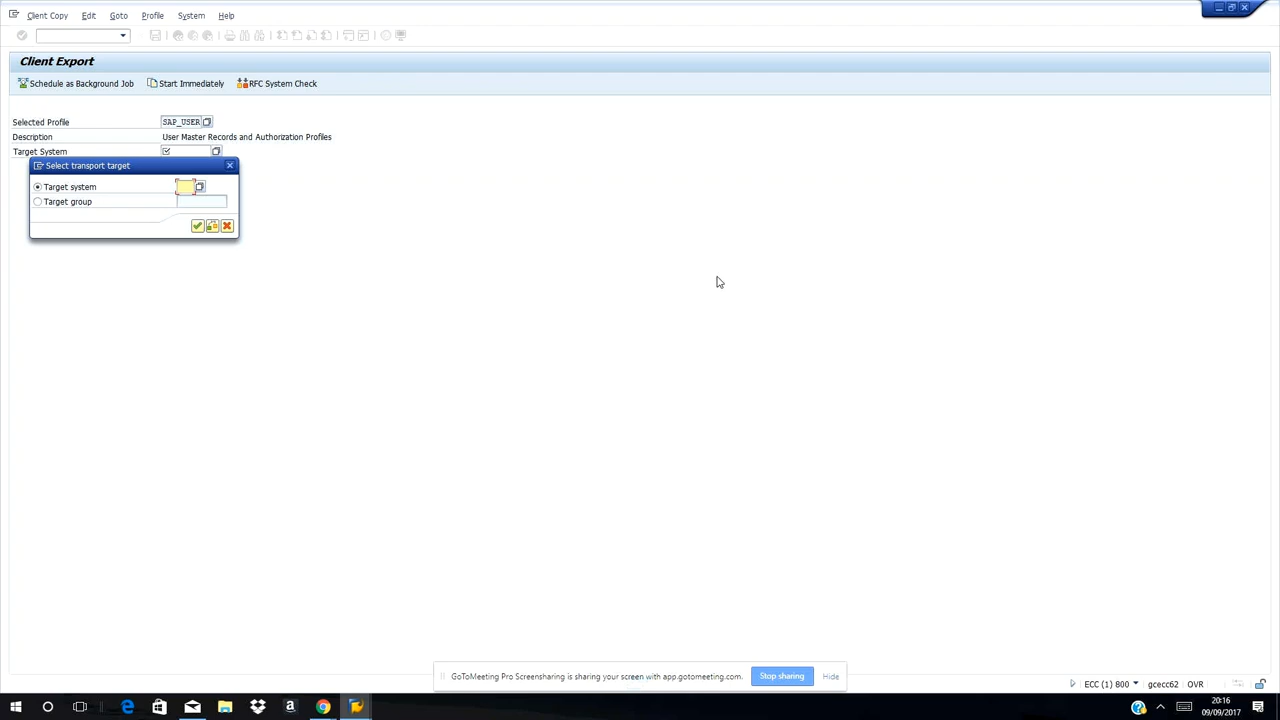 Client Copy Edit Goto Profile System Help
Client Export
Schedule as Background Job Start Immediately RFC System Check
Selected Profile SAP_USER
Description User Master Records and Authorization Profiles
Target System
Select transport target
Target system
Target group
GoToMeeting Pro Screensharing is sharing your screen with app.gotomeeting.com. Stop sharing Hide
ECC (1) 800 gcecc62 OVR
20:16
09/09/2017